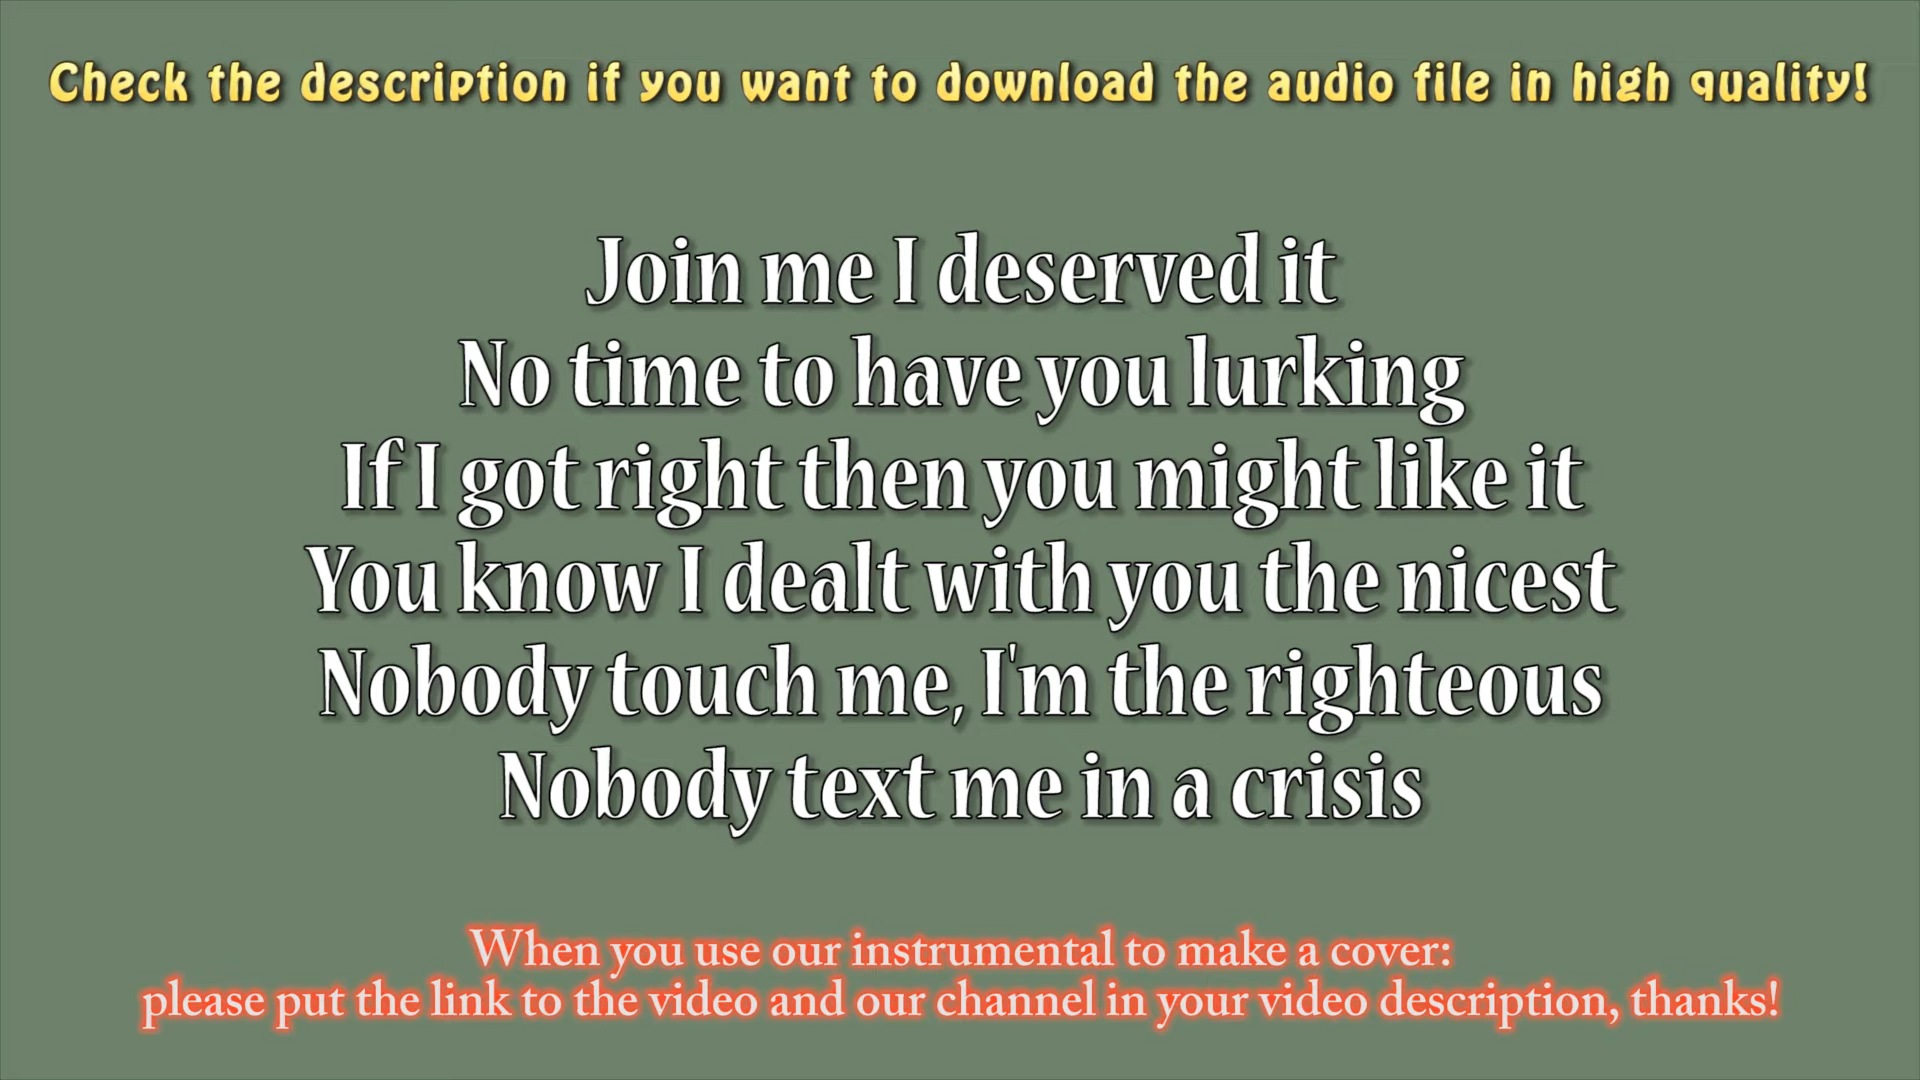 Check the description if you want to download the audio file in high quality!
Join me I deserved it
No time to have you lurking
If I got right then you might like it
You know I dealt with you the nicest
Nobody touch me, I'm the righteous
Nobody text me in a crisis
When you use our instrumental to make a cover:
please put the link to the video and our channel in your video description, thanks!